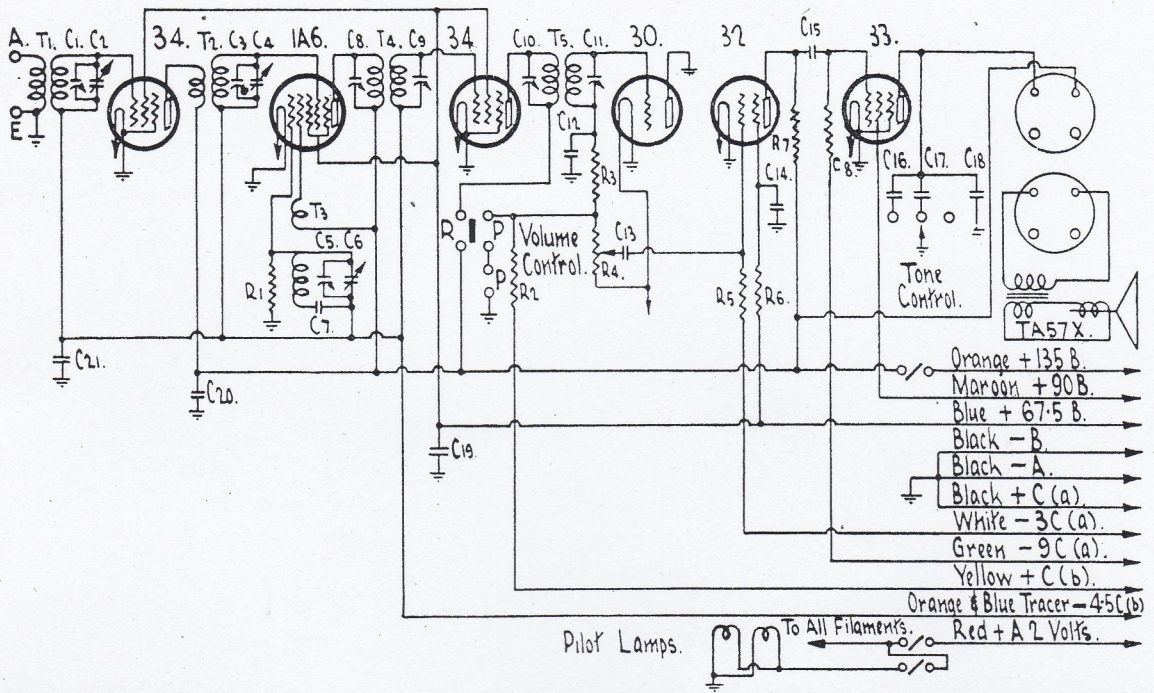 A. T1. C1. C2 34. T2. C3 C4 1A6. C8. T4. C9 34 C10. T5. C11. 30. 32 C15 33.
E
C12
R3
R7
C8.
C14.
C16. C17. C18
T3
R P P
Volume
Control.
C13
R4.
R2
C5. C6
R1
C7.
R5 R6.
Tone
Control.
TA57X.
C21.
C20.
C19.
Orange +135 B.
Maroon +90 B.
Blue + 67.5 B.
Black - B.
Black - A.
Black + C (a).
White - 3C (a).
Green - 9C (a).
Yellow + C (b).
Orange & Blue Tracer - 4.5C (b)
Pilot Lamps.
To All Filaments.
Red + A 2 Volts.